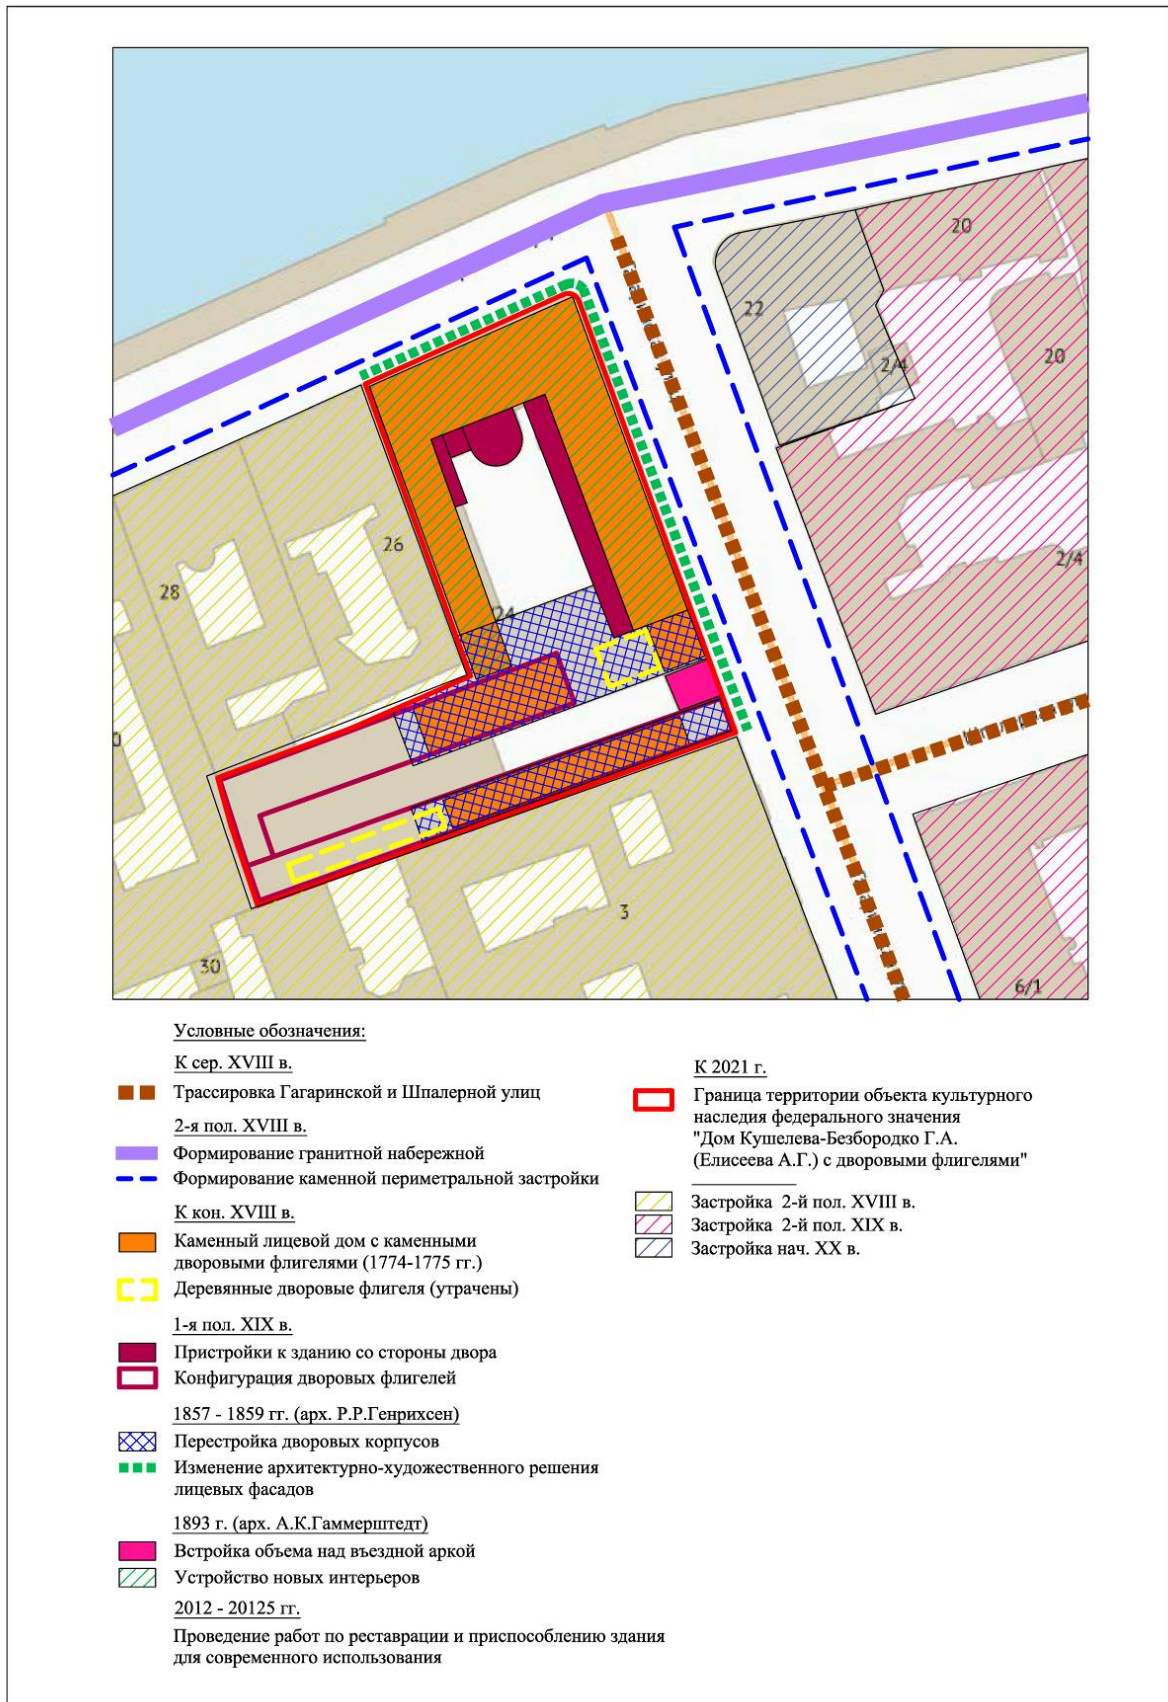 20
22
2/4
20
26
2/4
28
24
3
30
6/1
Условные обозначения:
К сер. XVIII в.
Трассировка Гагаринской и Шпалерной улиц
2-я пол. XVIII в.
Формирование гранитной набережной
Формирование каменной периметральной застройки
К кон. XVIII в.
Каменный лицевой дом с каменными
дворовыми флигелями (1774-1775 гг.)
Деревянные дворовые флигеля (утрачены)
1-я пол. XIX в.
Пристройки к зданию со стороны двора
Конфигурация дворовых флигелей
1857 - 1859 гг. (арх. Р.Р.Генрихсен)
Перестройка дворовых корпусов
Изменение архитектурно-художественного решения
лицевых фасадов
1893 г. (арх. А.К.Гаммерштедт)
Встройка объема над въездной аркой
Устройство новых интерьеров
2012 - 20125 гг.
Проведение работ по реставрации и приспособлению здания
для современного использования
К 2021 г.
Граница территории объекта культурного
наследия федерального значения
"Дом Кушелева-Безбородко Г.А.
(Елисеева А.Г.) с дворовыми флигелями"
Застройка 2-й пол. XVIII в.
Застройка 2-й пол. XIX в.
Застройка нач. XX в.